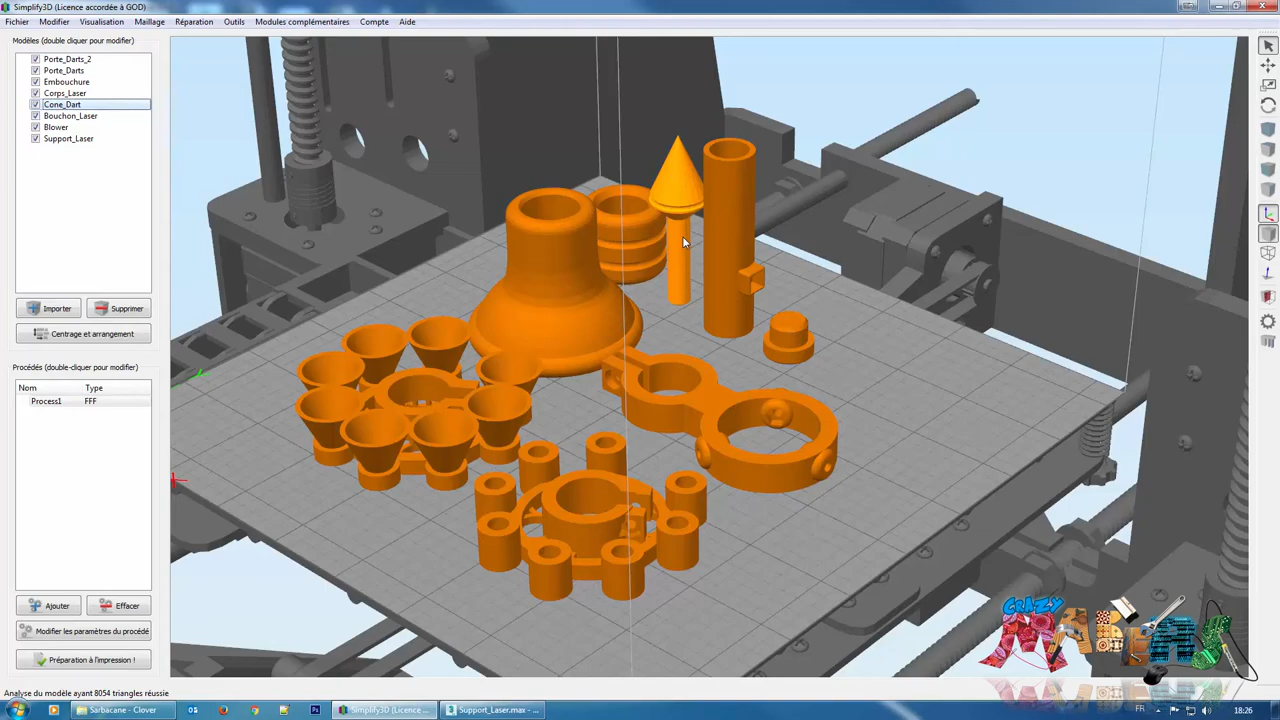 Simplify3D (Licence accordée à GOD)
Fichier Modifier Visualisation Maillage Réparation Outils Modules complémentaires Compte Aide
Modèles (double cliquer pour modifier)
Porte_Darts_2
Porte_Darts
Embouchure
Corps_Laser
Cone_Dart
Bouchon_Laser
Blower
Support_Laser
Importer Supprimer
Centrage et arrangement
Procédés (double-cliquer pour modifier)
Nom Type
Process1 FFF
Ajouter Effacer
Modifier les paramètres du procédé
Préparation à l'impression !
CRAZY
Analyse du modèle ayant 8054 triangles réussie
Sarbacane - Clover
Simplify3D (Licence ...
Support_Laser.max - ...
FR
18:26